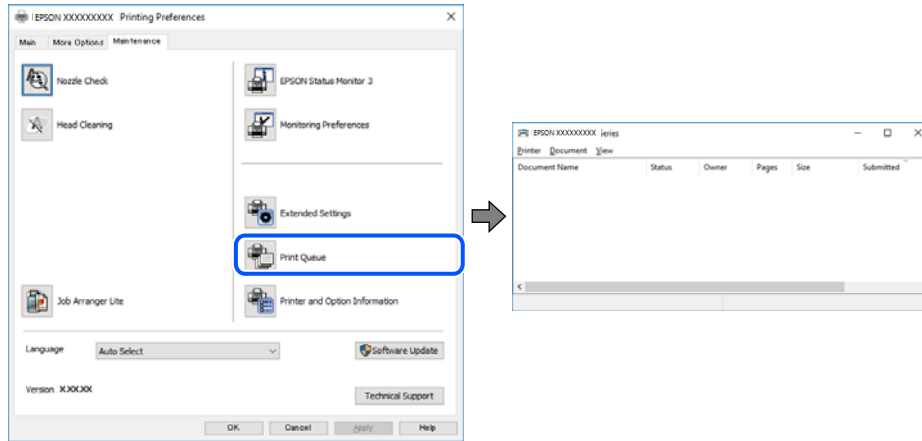 EPSON XXXXXXXXX Printing Preferences
Main More Options Maintenance
Nozzle Check
EPSON Status Monitor 3
Head Cleaning
Monitoring Preferences
Extended Settings
Print Queue
Job Arranger Lite
Printer and Option Information
Language Auto Select
Software Update
Version X.XX.XX
Technical Support
OK Cancel Apply Help
EPSON XXXXXXXXX Series
Printer Document View
Document Name Status Owner Pages Size Submitted